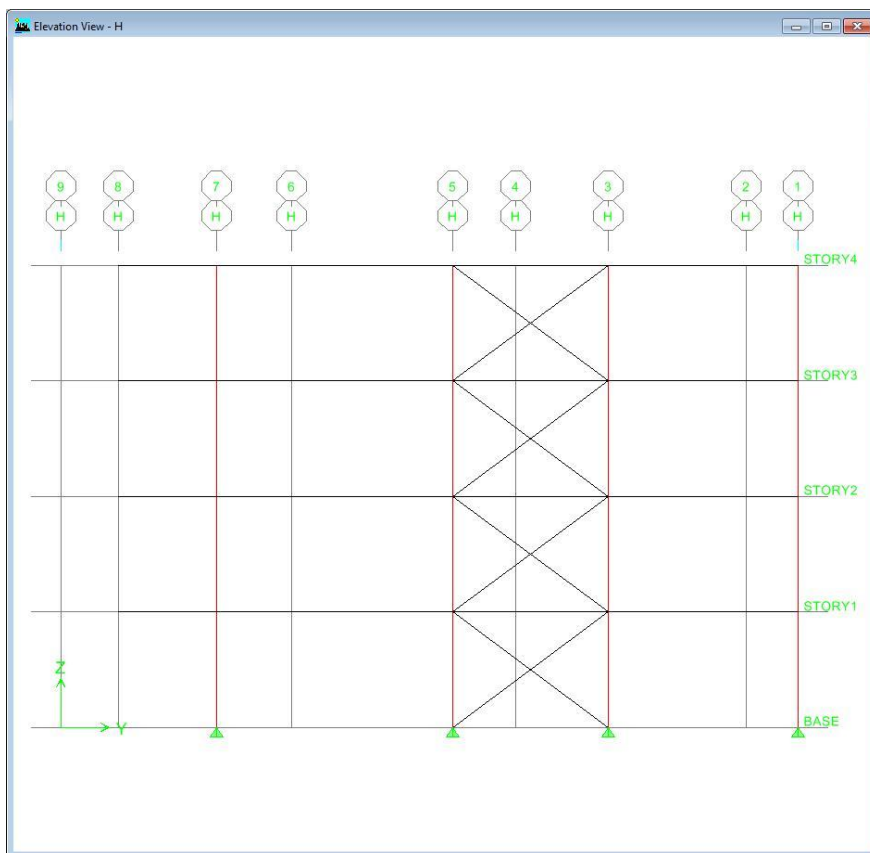 Elevation View - H
9 8 7 6 5 4 3 2 1
H H H H H H H H H
STORY4
STORY3
STORY2
STORY1
Z
Y
BASE